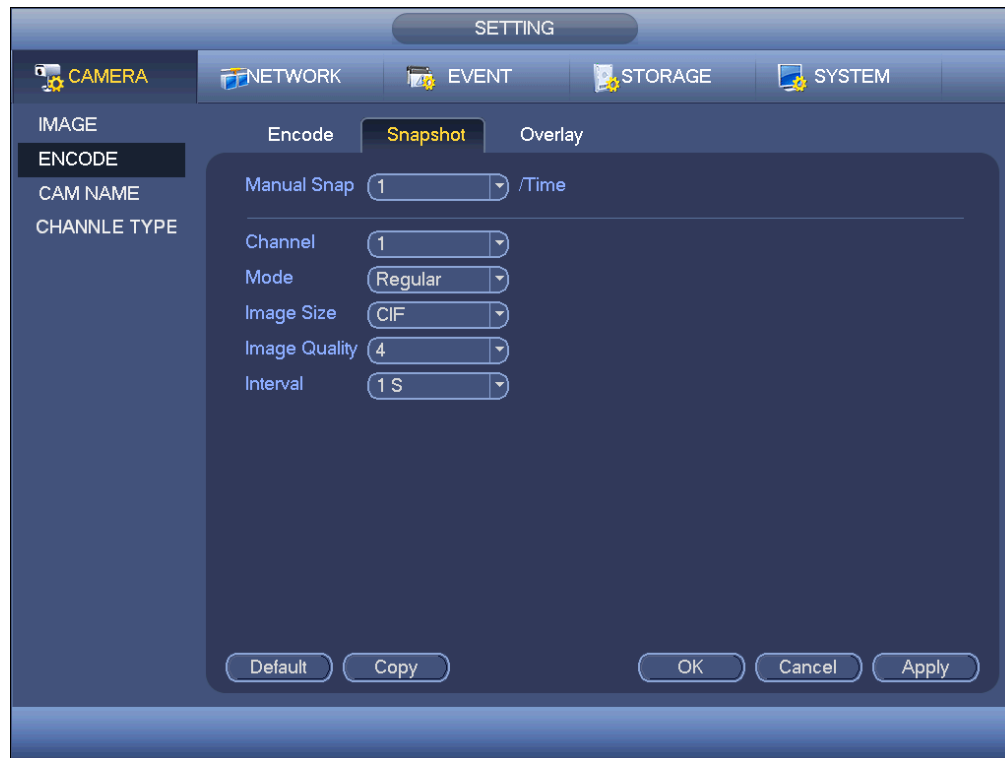 SETTING
CAMERA NETWORK EVENT STORAGE SYSTEM
IMAGE
ENCODE
CAM NAME
CHANNLE TYPE
Encode Snapshot Overlay
Manual Snap 1 /Time
Channel 1
Mode Regular
Image Size CIF
Image Quality 4
Interval 1 S
Default Copy OK Cancel Apply